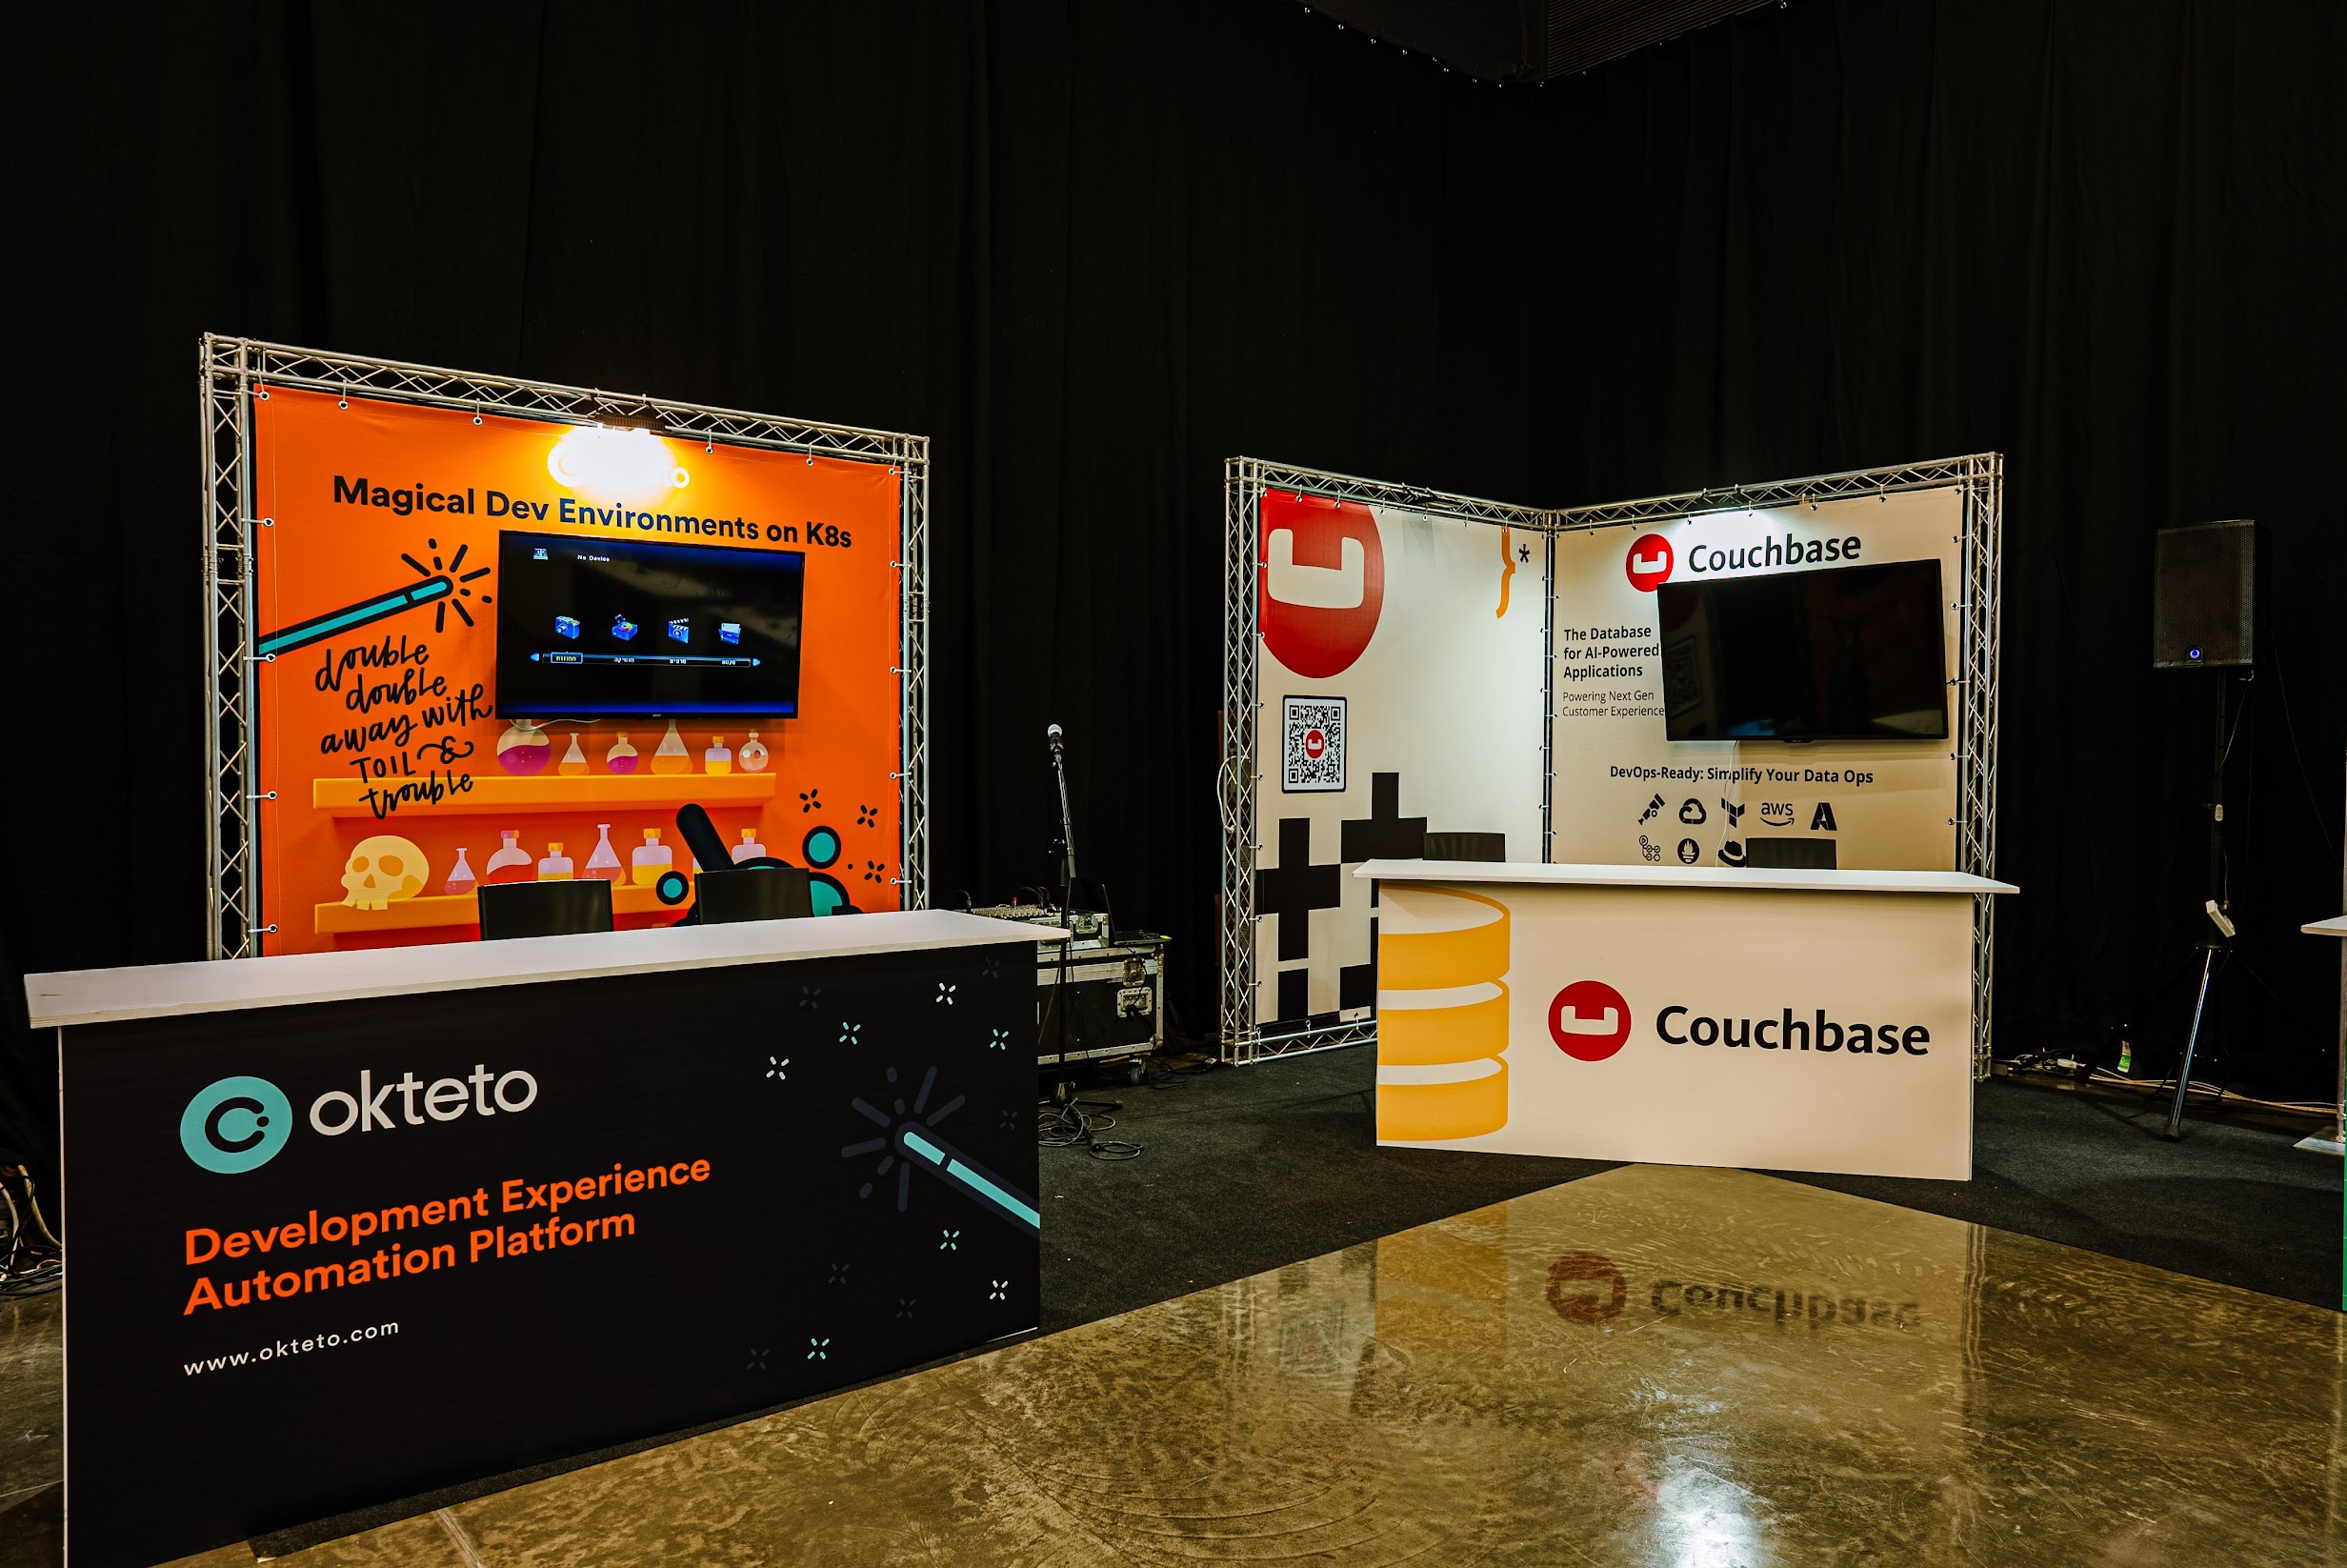 Magical Dev Environments on K8s
No Device
double
double
away with
TOIL &
trouble
okteto
Development Experience
Automation Platform
www.okteto.com
}*
Couchbase
The Database
for AI-Powered
Applications
Powering Next Gen
Customer Experience
DevOps-Ready: Simplify Your Data Ops
aws
Couchbase